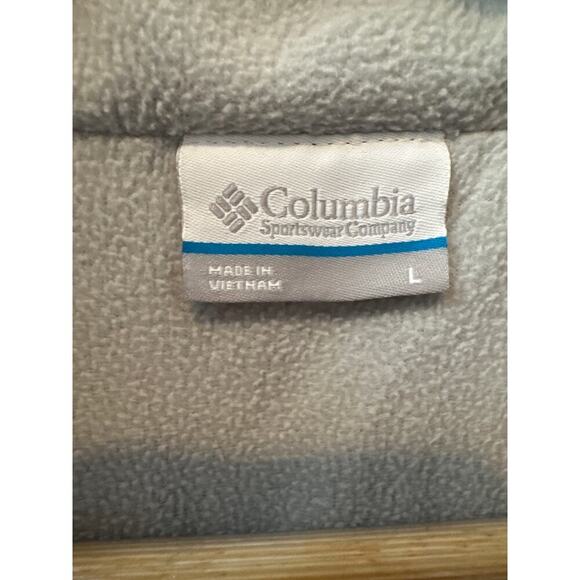 Columbia
Sportswear Company
MADE IN
VIETNAM
L